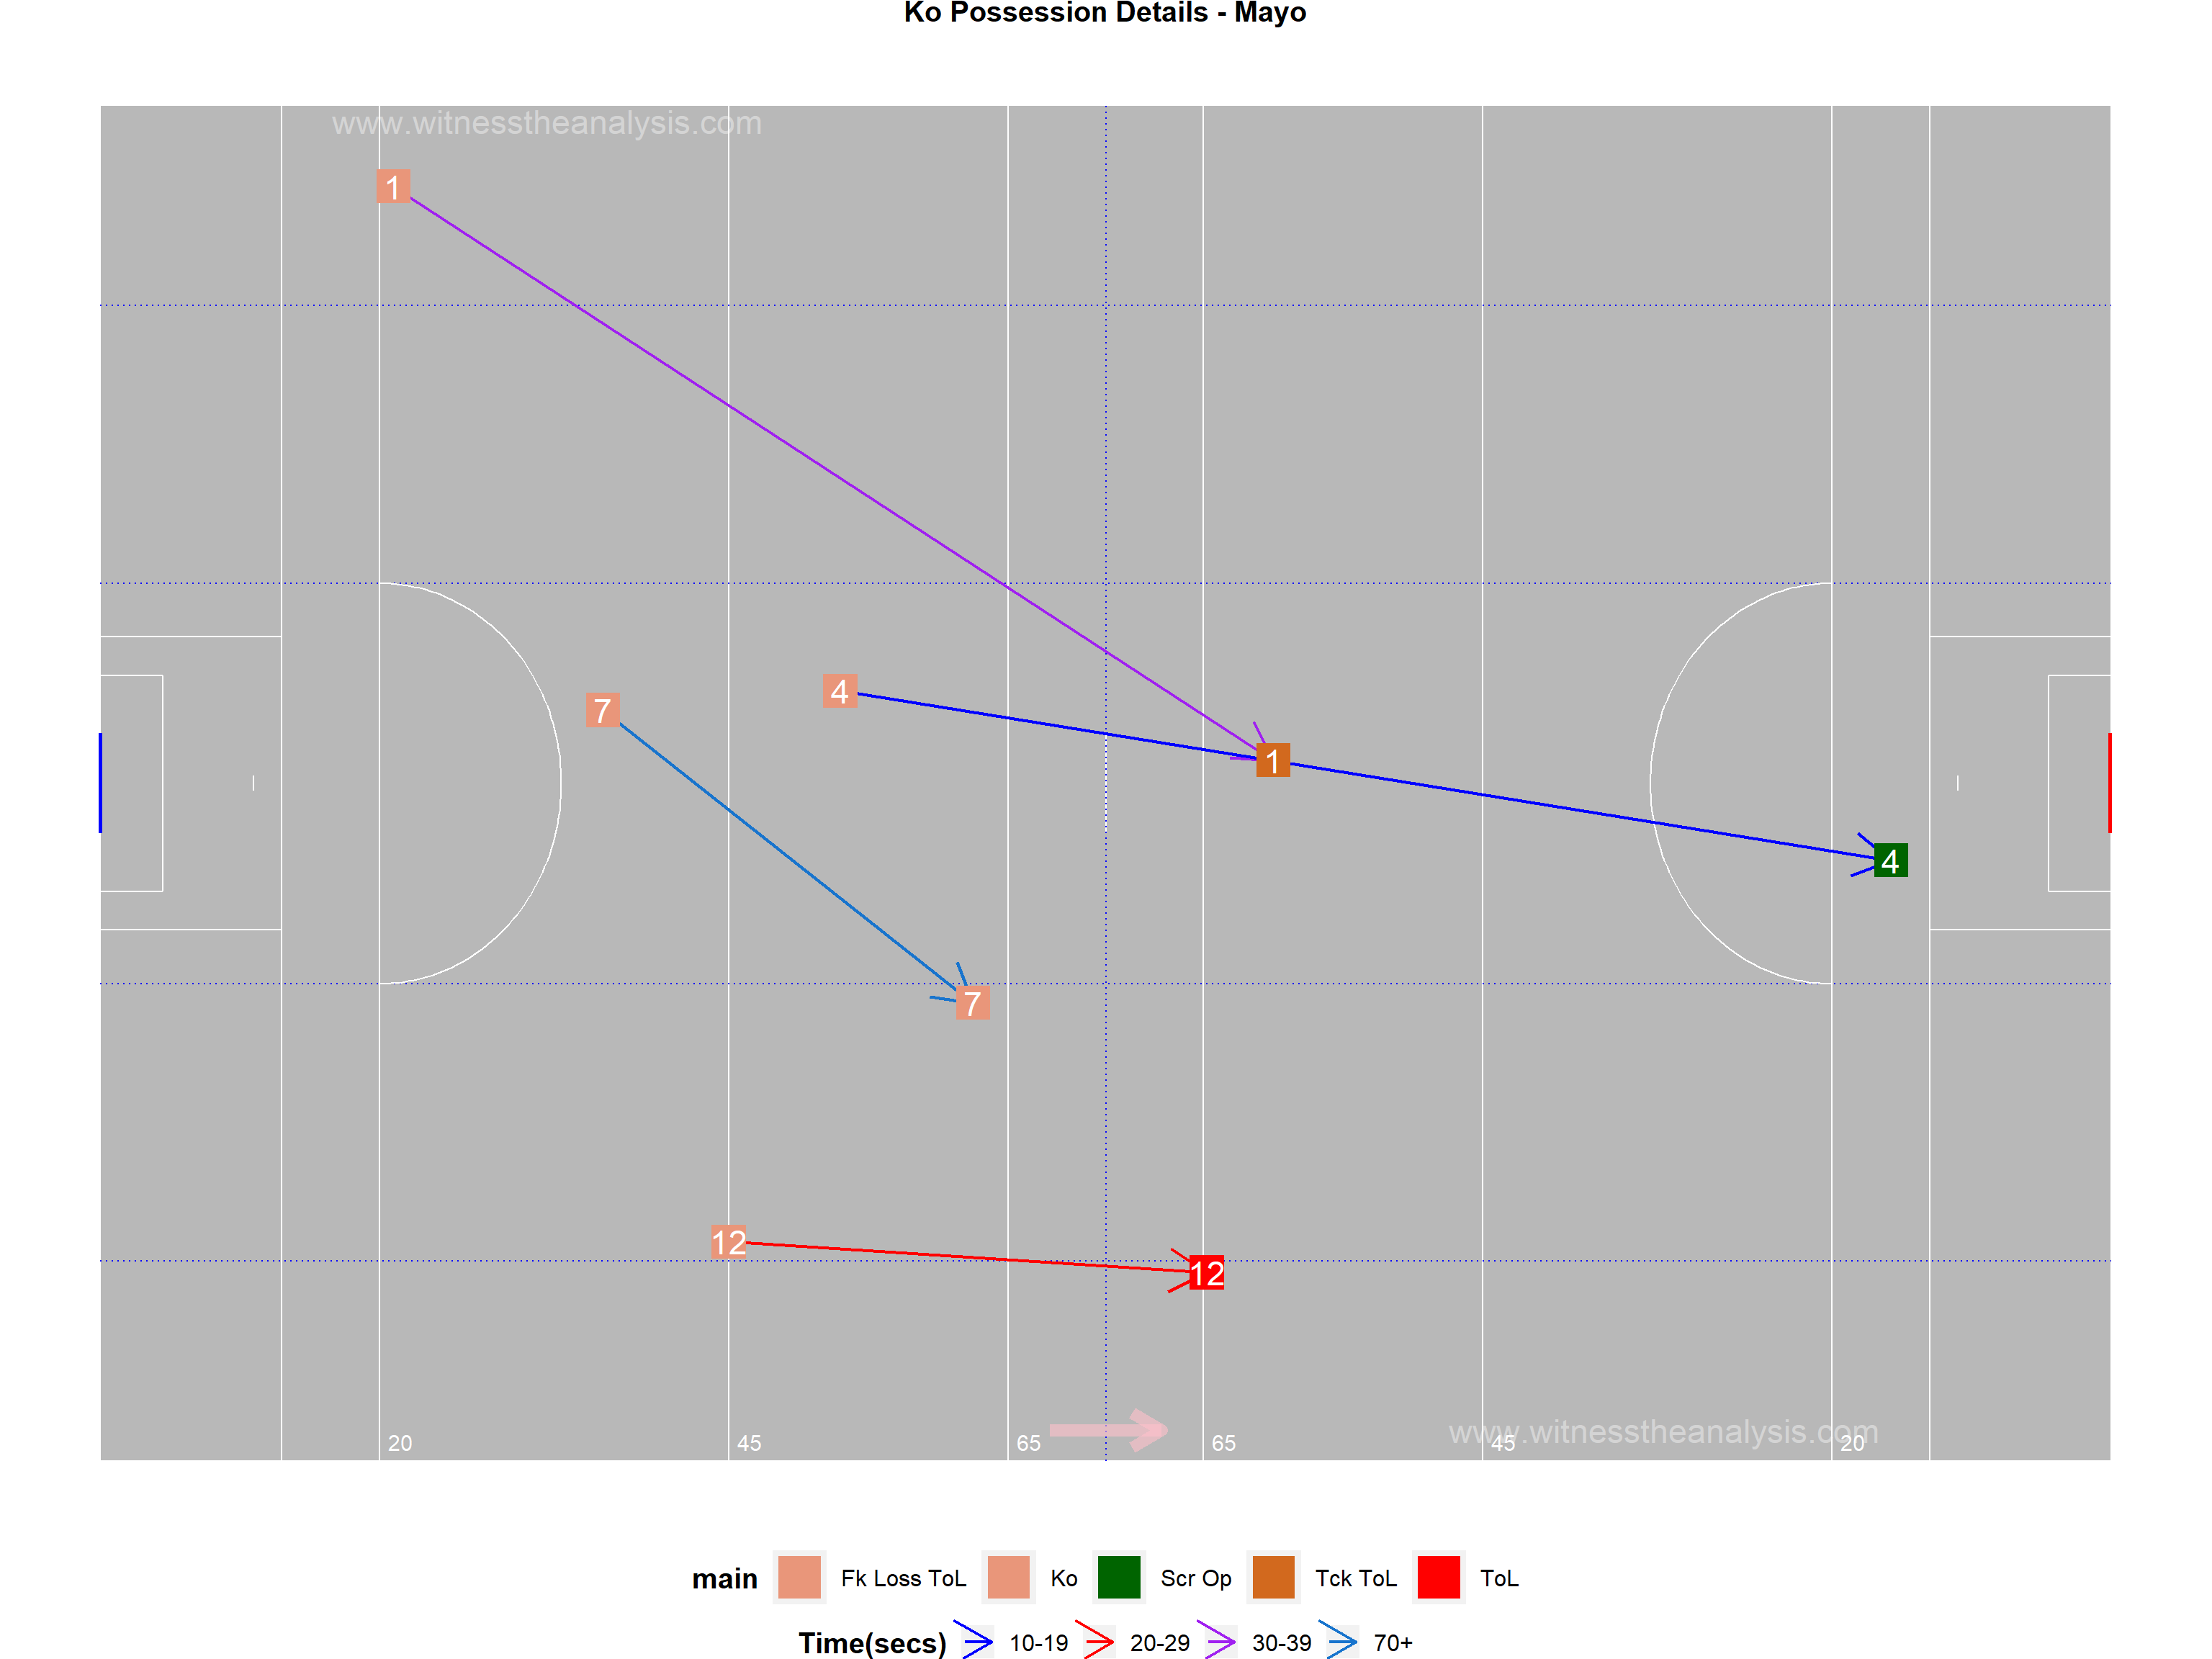 Ko Possession Details - Mayo
www.witnesstheanalysis.com
1
4
7
1
4
7
12
12
www.witnesstheanalysis.com
20 45 65 65 45 20
main Fk Loss ToL Ko Scr Op Tck ToL ToL
Time(secs) 10-19 20-29 30-39 70+